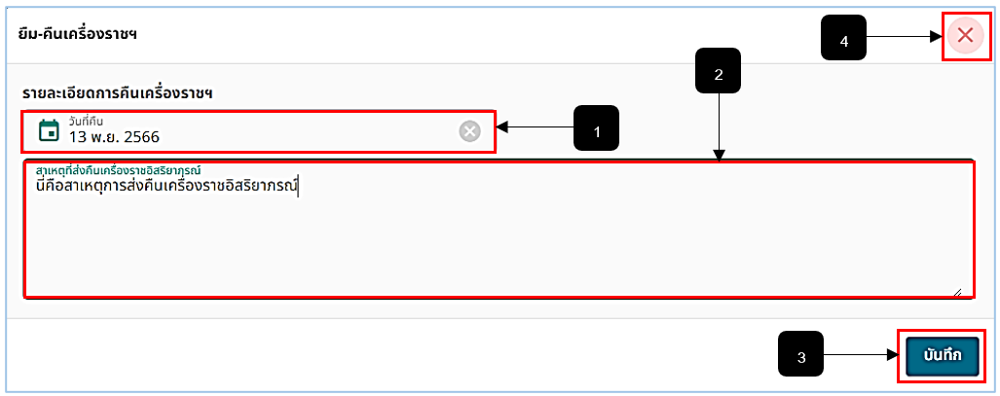 ยืม-คืนเครื่องราชฯ
4
2
รายละเอียดการคืนเครื่องราชฯ
วันที่คืน
13 พ.ย. 2566
1
สาเหตุที่ส่งคืนเครื่องราชอิสริยาภรณ์
นี่คือสาเหตุการส่งคืนเครื่องราชอิสริยาภรณ์
3
บันทึก